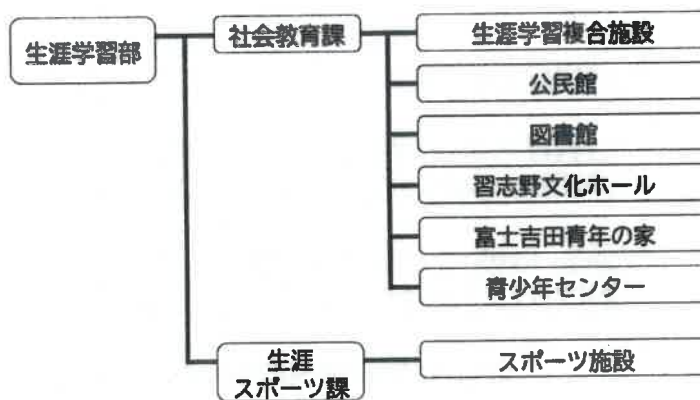 生涯学習部
社会教育課
生涯学習複合施設
公民館
図書館
習志野文化ホール
富士吉田青年の家
青少年センター
生涯
スポーツ課
スポーツ施設